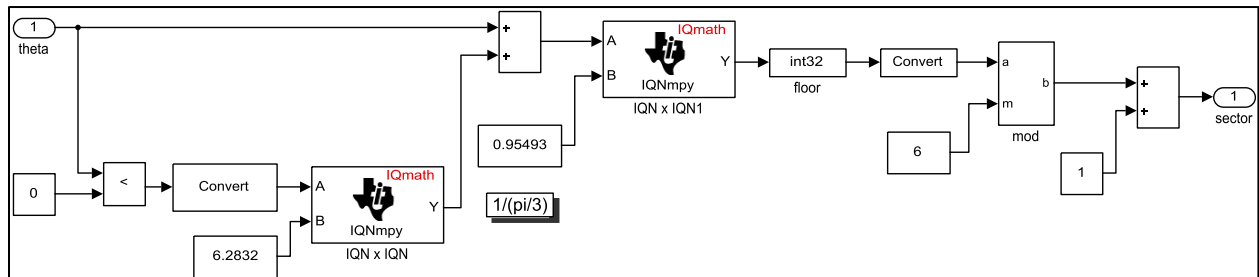 1
theta
+
+
IQmath
A
B
Y
IQNmpy
IQN x IQN1
int32
floor
Convert
a
m
b
mod
+
+
1
sector
0.95493
6
1
0
<
Convert
IQmath
A
B
Y
IQNmpy
IQN x IQN
6.2832
1/(pi/3)